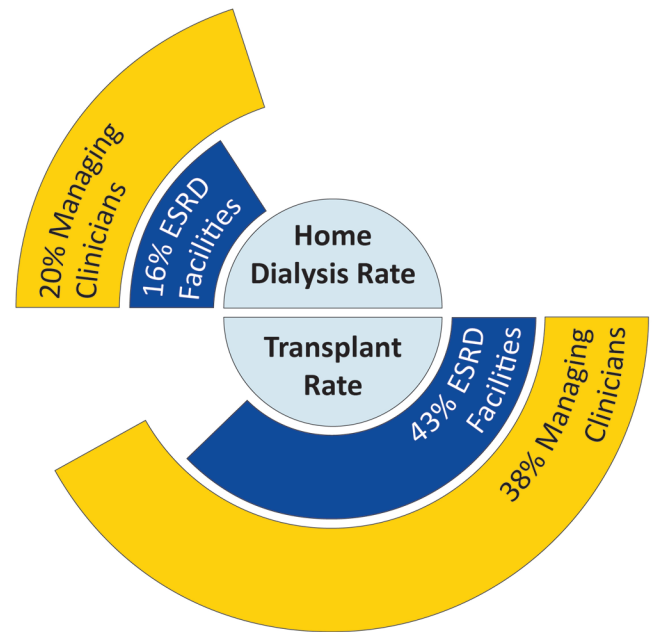 20% Managing
Clinicians
16% ESRD
Facilities
Home
Dialysis Rate
Transplant
Rate
43% ESRD
Facilities
38% Managing
Clinicians